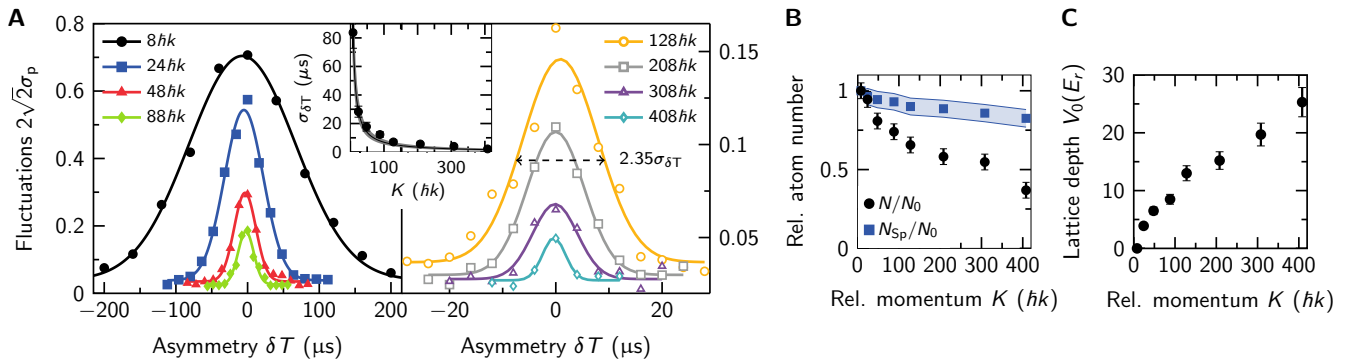 A
Fluctuations 2√2σp
0.8
0.6
0.4
0.2
0
8ħk
24ħk
48ħk
88ħk
−200
−100
0
100
Asymmetry δT (μs)
σδT (μs)
80
60
40
20
0
100
300
K (ħk)
128ħk
208ħk
308ħk
408ħk
2.35σδT
0.15
0.1
0.05
−20
0
20
Asymmetry δT (μs)
B
Rel. atom number
1
0.5
0
N/N0
NSp/N0
0
100
200
300
400
Rel. momentum K (ħk)
C
Lattice depth V0(Er)
30
20
10
0
0
100
200
300
400
Rel. momentum K (ħk)